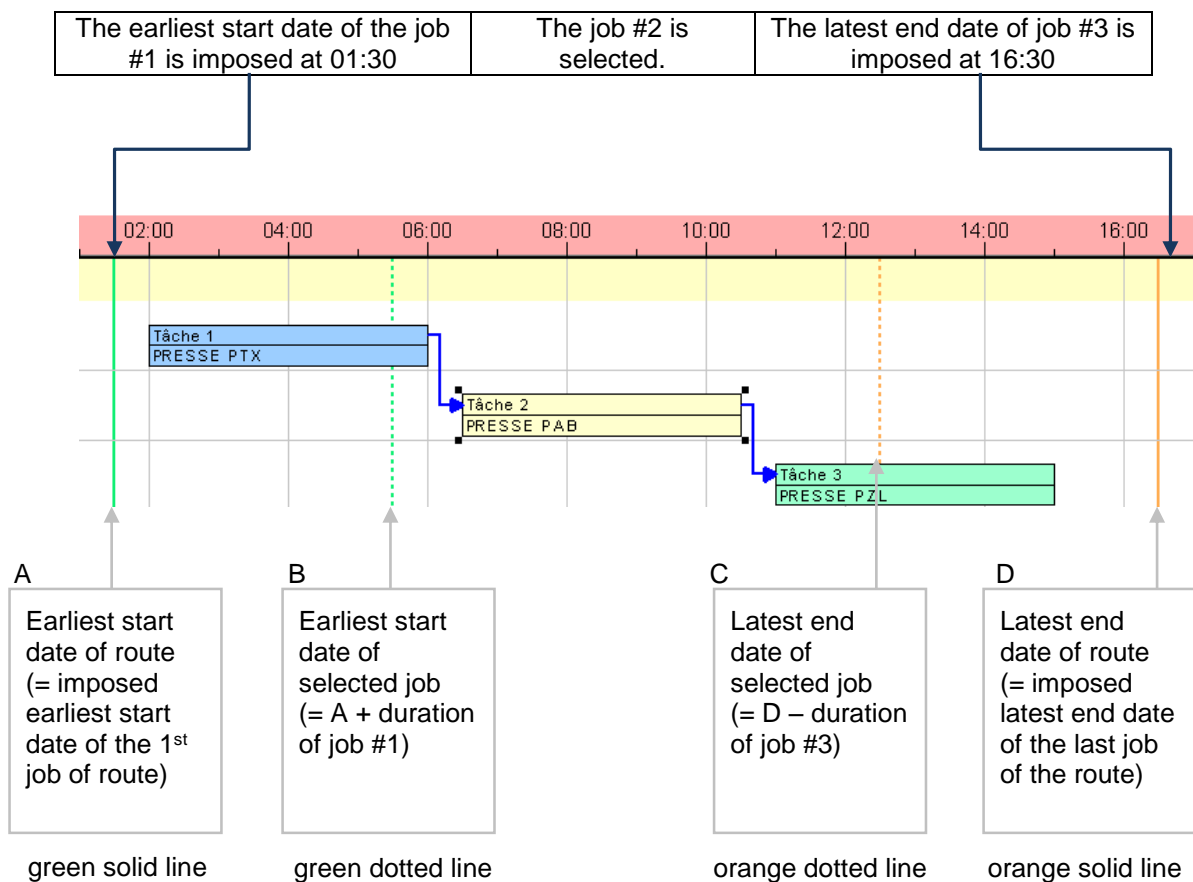 The earliest start date of the job
#1 is imposed at 01:30
The job #2 is
selected.
The latest end date of job #3 is
imposed at 16:30
02:00 04:00 06:00 08:00 10:00 12:00 14:00 16:00
Tâche 1
PRESSE PTX
Tâche 2
PRESSE PAB
Tâche 3
PRESSE PZL
A
Earliest start
date of route
(= imposed
earliest start
date of the 1st
job of route)
green solid line
B
Earliest start
date of
selected job
(= A + duration
of job #1)
green dotted line
C
Latest end
date of
selected job
(= D – duration
of job #3)
orange dotted line
D
Latest end
date of route
(= imposed
latest end date
of the last job
of the route)
orange solid line